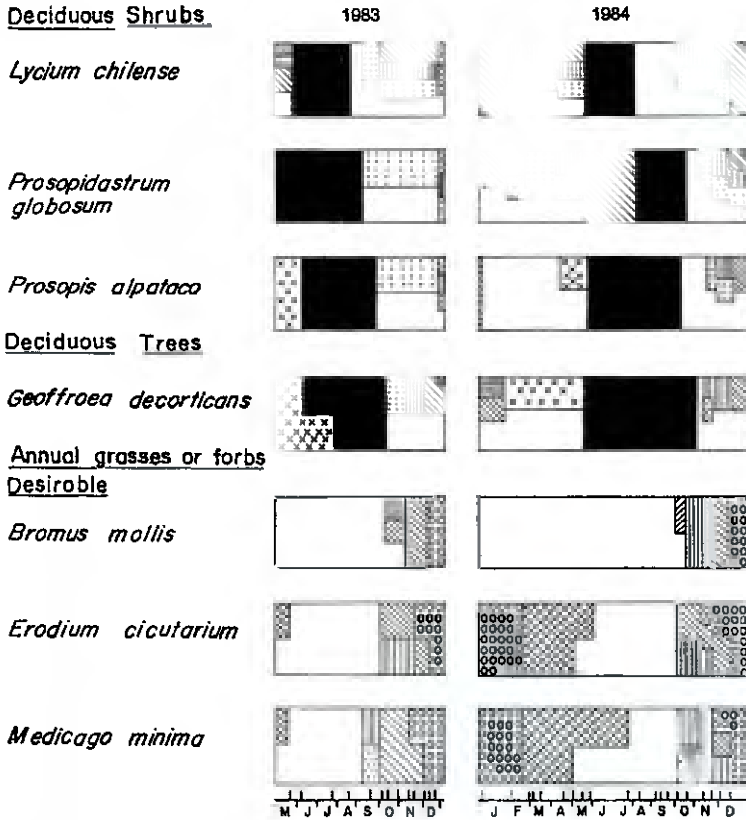 Deciduous Shrubs 1983 1984
Lycium chilense
Prosopidastrum
globosum
Prosopis alpataco
Deciduous Trees
Geoffroea decorticans
Annual grasses or forbs
Desirable
Bromus mollis
Erodium cicutarium
Medicago minima
M J J A S O N D J F M A M J J A S O N D